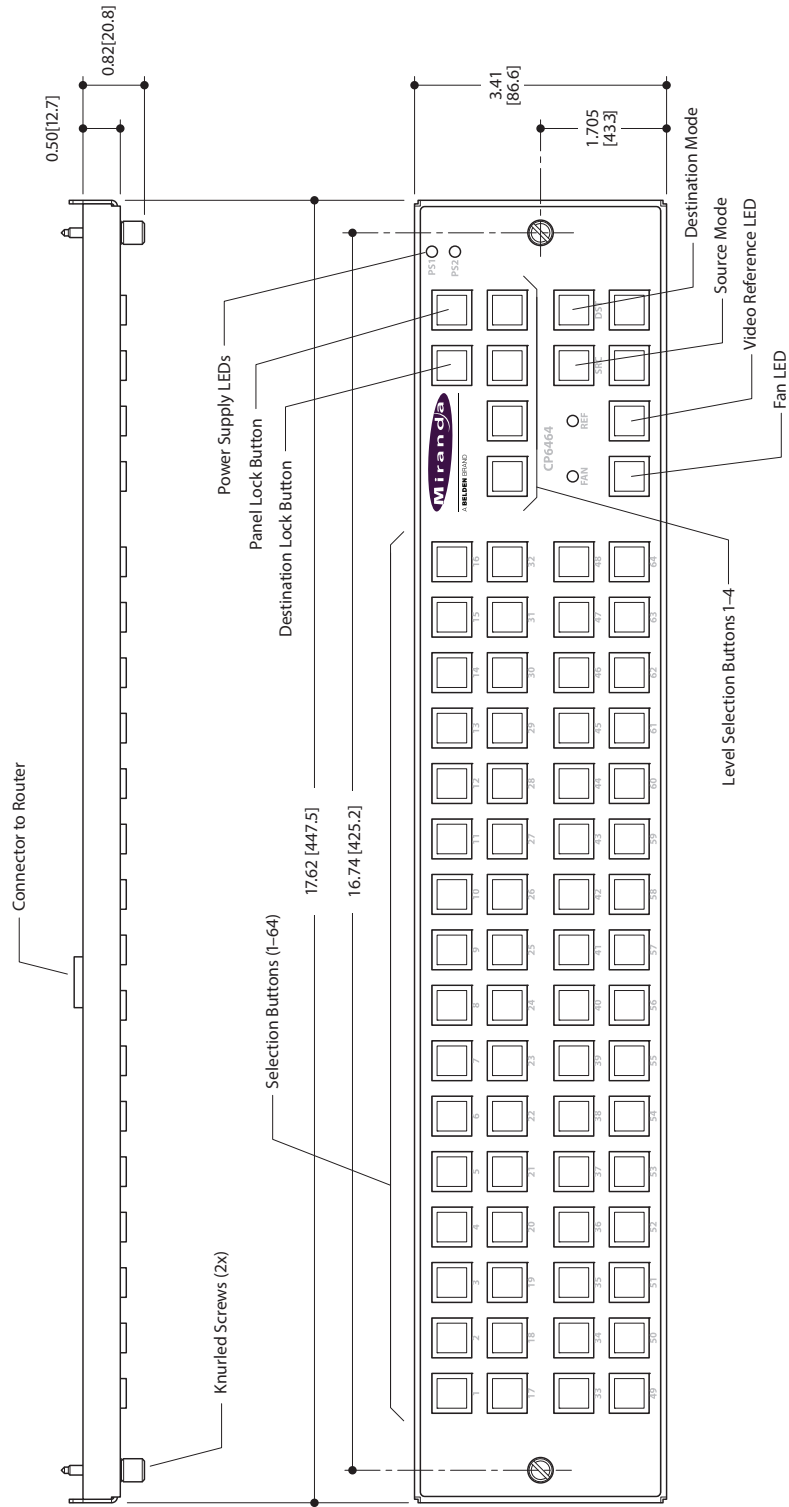 Connector to Router
Knurled Screws (2x)
0.50[12.7]
0.82[20.8]
17.62 [447.5]
16.74 [425.2]
Selection Buttons (1–64)
Destination Lock Button
Panel Lock Button
Power Supply LEDs
3.41
[86.6]
1.705
[43.3]
1 2 3 4 5 6 7 8 9 10 11 12 13 14 15 16
Miranda
A BELDEN BRAND
PS1
PS2
17 18 19 20 21 22 23 24 25 26 27 28 29 30 31 32
CP6464
33 34 35 36 37 38 39 40 41 42 43 44 45 46 47 48
FAN REF SRC DST
49 50 51 52 53 54 55 56 57 58 59 60 61 62 63 64
Level Selection Buttons 1–4
Fan LED
Video Reference LED
Source Mode
Destination Mode